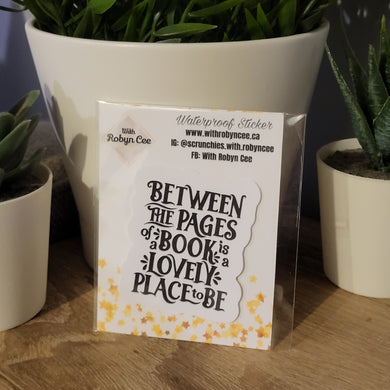 With
Robyn Cee
Waterproof Sticker
www.withrobyncee.ca
IG: @scrunchies.with.robyncee
FB: With Robyn Cee
BETWEEN
THE PAGES
of a BOOK is a
LOVELY
PLACE to BE